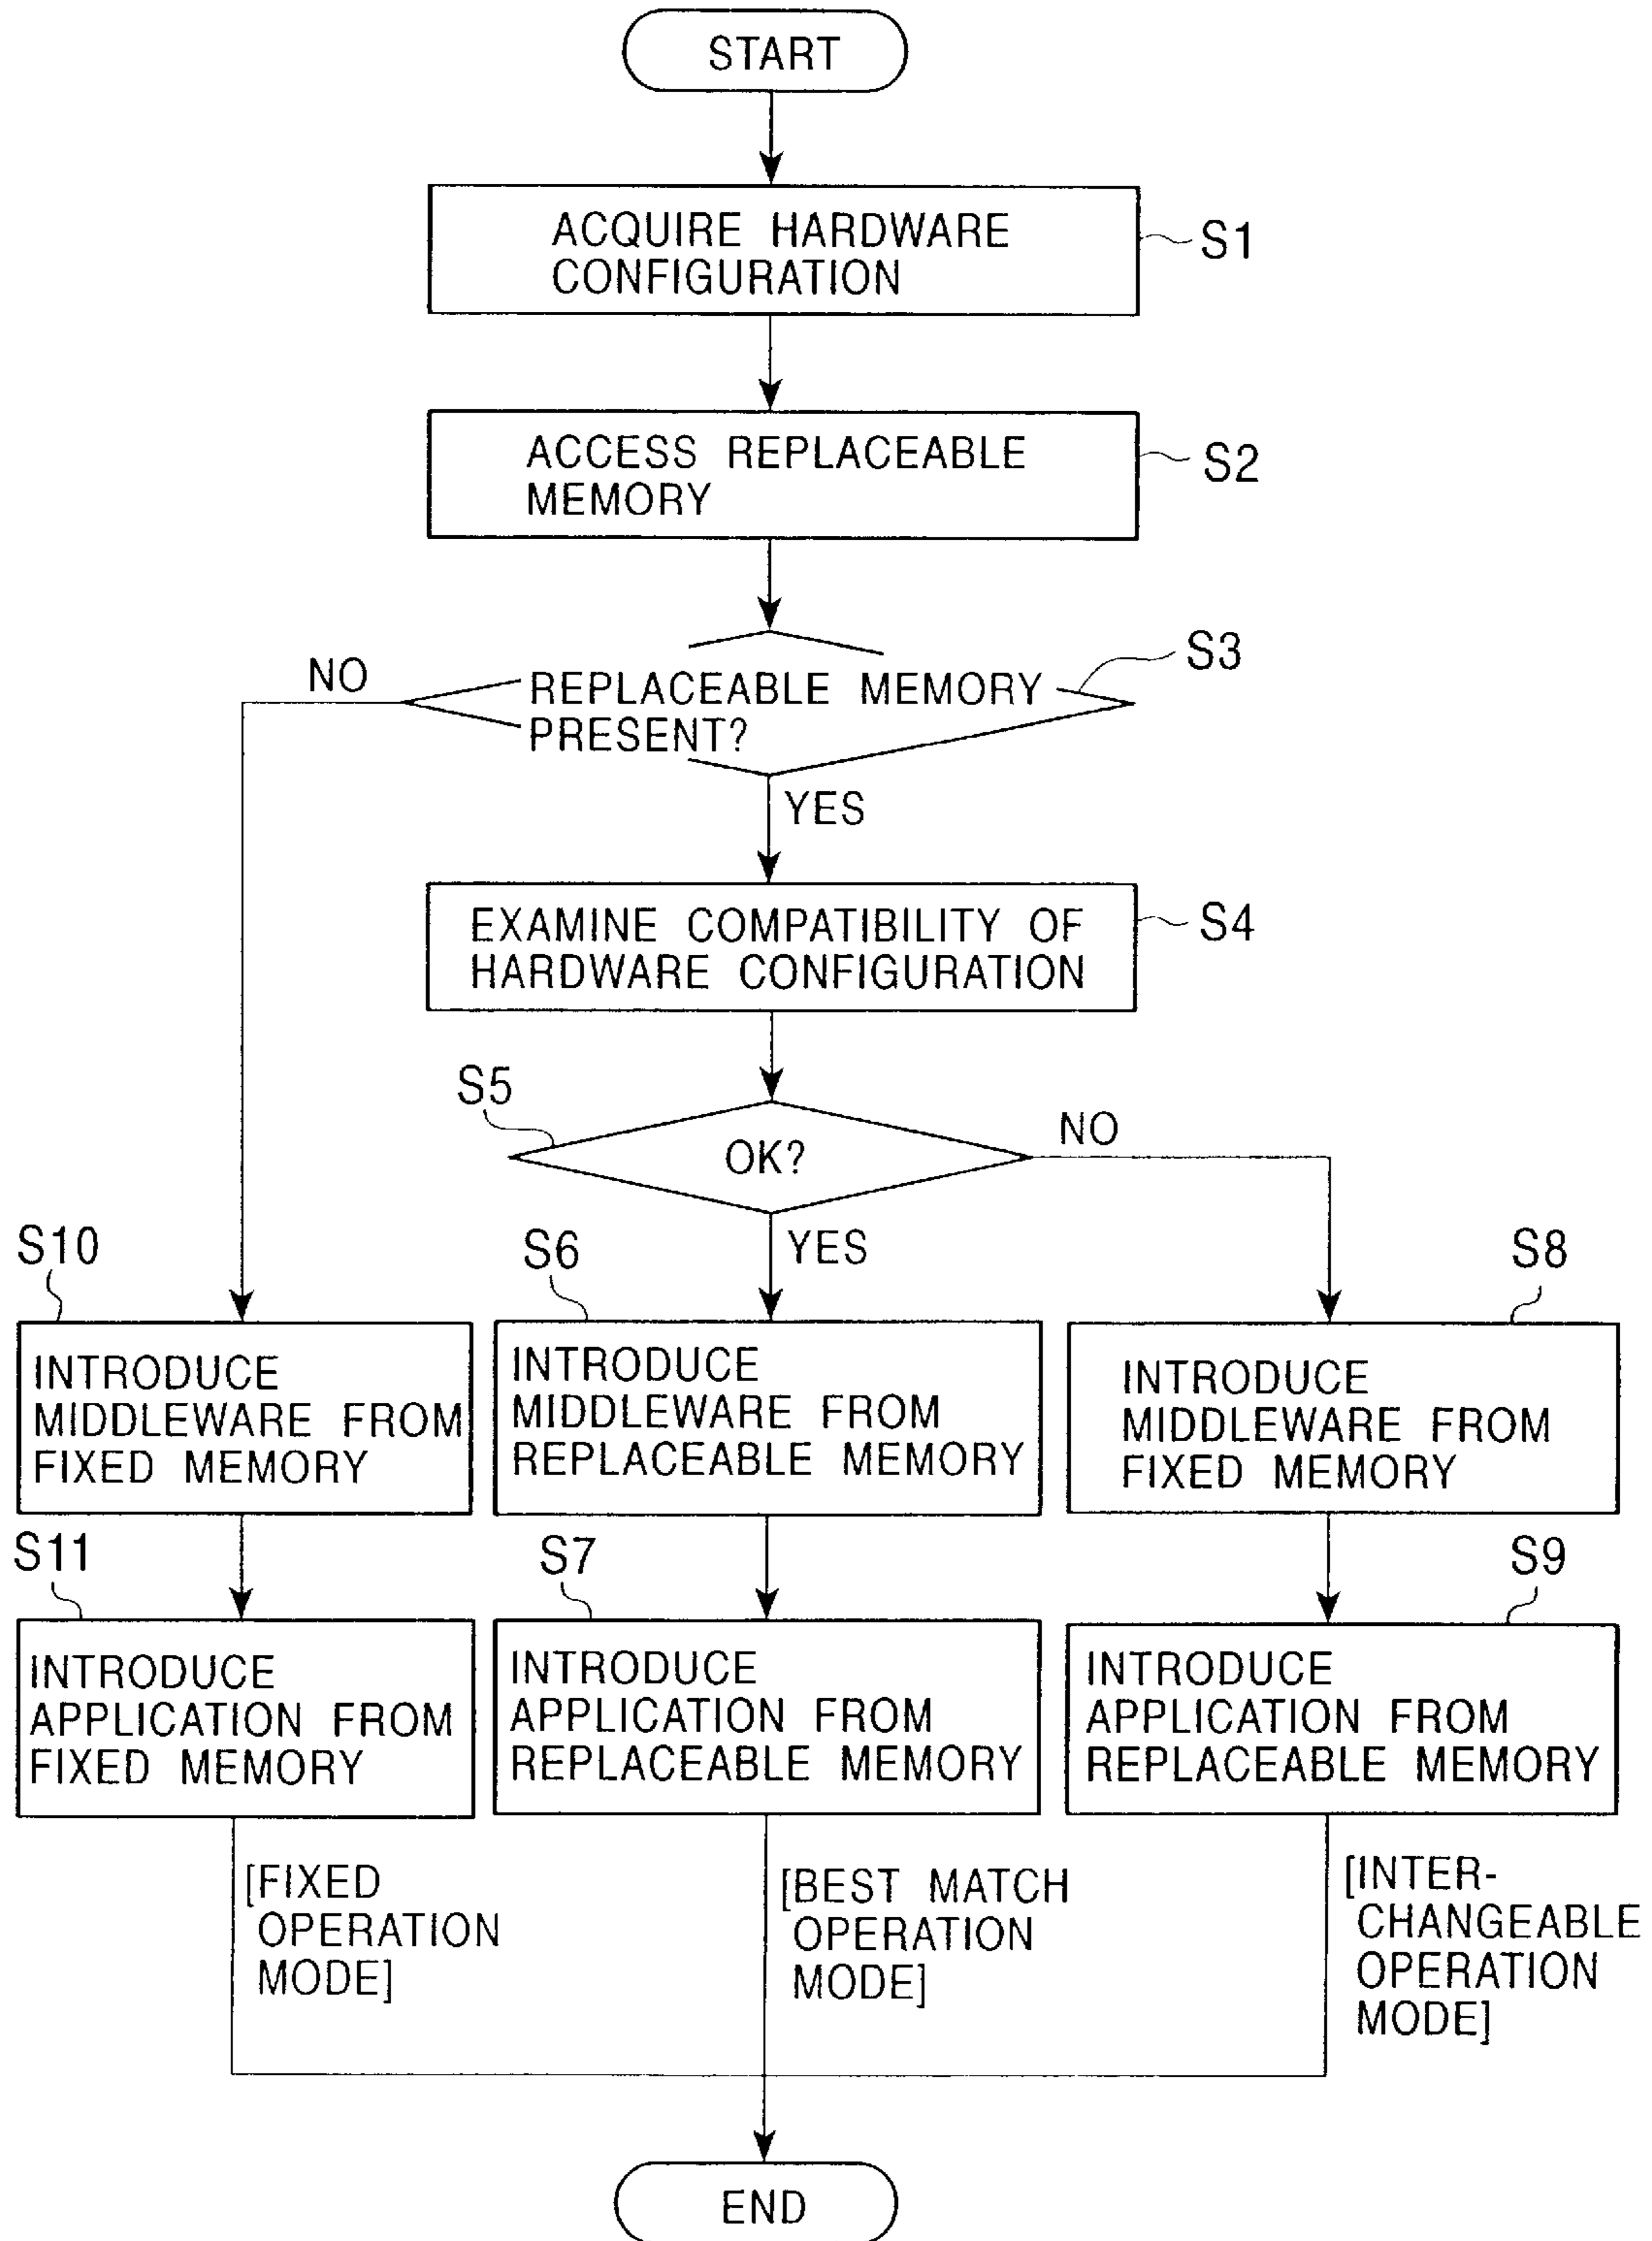 START
ACQUIRE HARDWARE
CONFIGURATION
S1
ACCESS REPLACEABLE
MEMORY
S2
S3
NO
REPLACEABLE MEMORY
PRESENT?
YES
EXAMINE COMPATIBILITY OF
HARDWARE CONFIGURATION
S4
S5
OK?
NO
YES
S10
INTRODUCE
MIDDLEWARE FROM
FIXED MEMORY
S6
INTRODUCE
MIDDLEWARE FROM
REPLACEABLE MEMORY
S8
INTRODUCE
MIDDLEWARE FROM
FIXED MEMORY
S11
INTRODUCE
APPLICATION FROM
FIXED MEMORY
S7
INTRODUCE
APPLICATION FROM
REPLACEABLE MEMORY
S9
INTRODUCE
APPLICATION FROM
REPLACEABLE MEMORY
[FIXED
OPERATION
MODE]
[BEST MATCH
OPERATION
MODE]
[INTER-
CHANGEABLE
OPERATION
MODE]
END